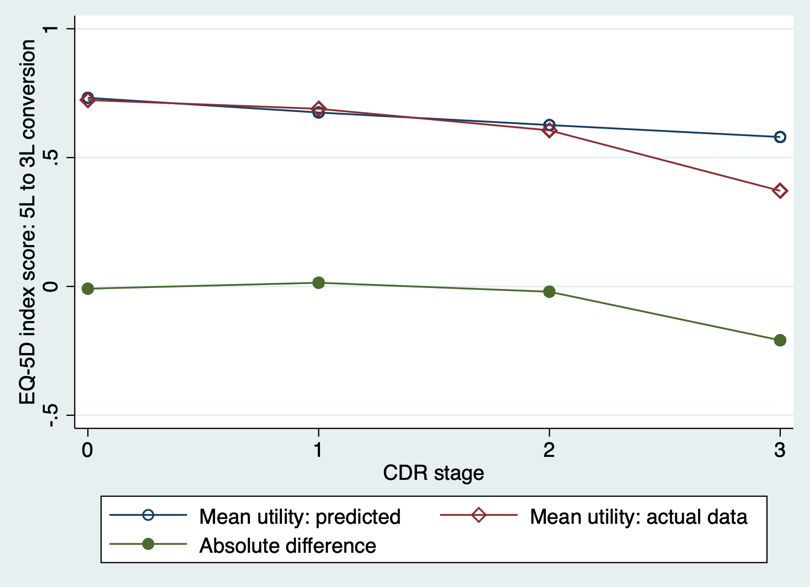 EQ-5D index score: 5L to 3L conversion
1
.5
0
-.5
0 1 2 3
CDR stage
Mean utility: predicted Mean utility: actual data
Absolute difference